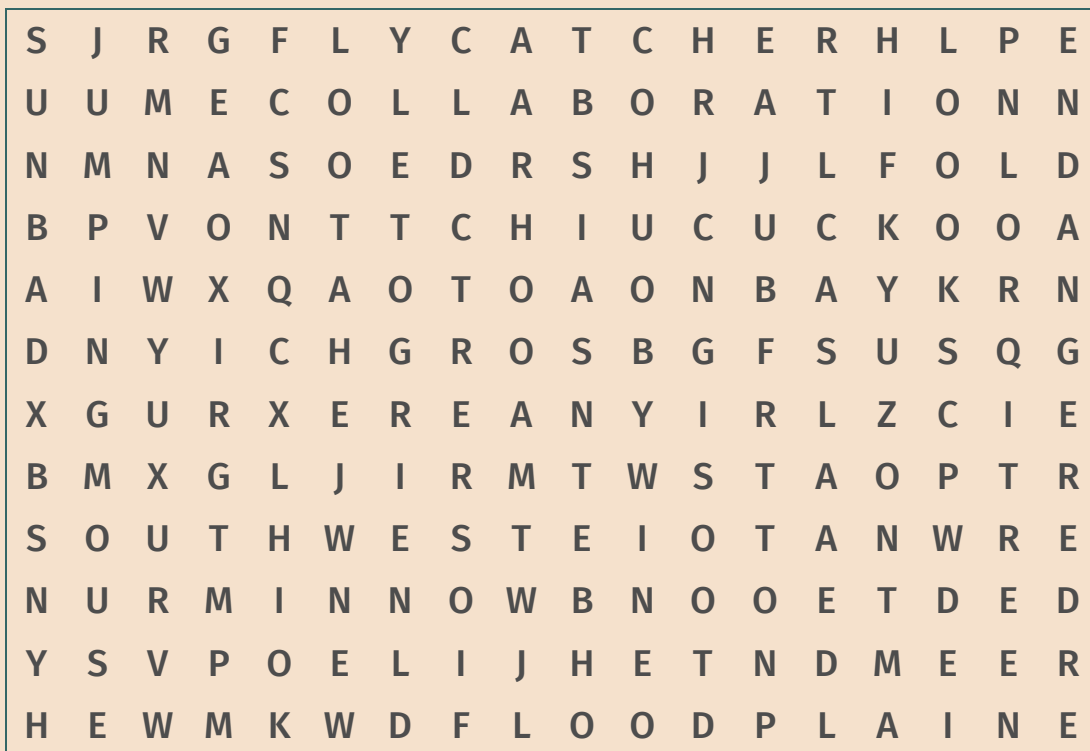 S J R G F L Y C A T C H E R H L P E
U U M E C O L L A B O R A T I O N N
N M N A S O E D R S H J J L F O L D
B P V O N T T C H I U C U C K O O A
A I W X Q A O T O A O N B A Y K R N
D N Y I C H G R O S B G F S U S Q G
X G U R X E R E A N Y I R L Z C I E
B M X G L J I R M T W S T A O P T R
S O U T H W E S T E I O T A N W R E
N U R M I N N O W B N O O E T D E D
Y S V P O E L I J H E T N D M E E R
H E W M K W D F L O O D P L A I N E